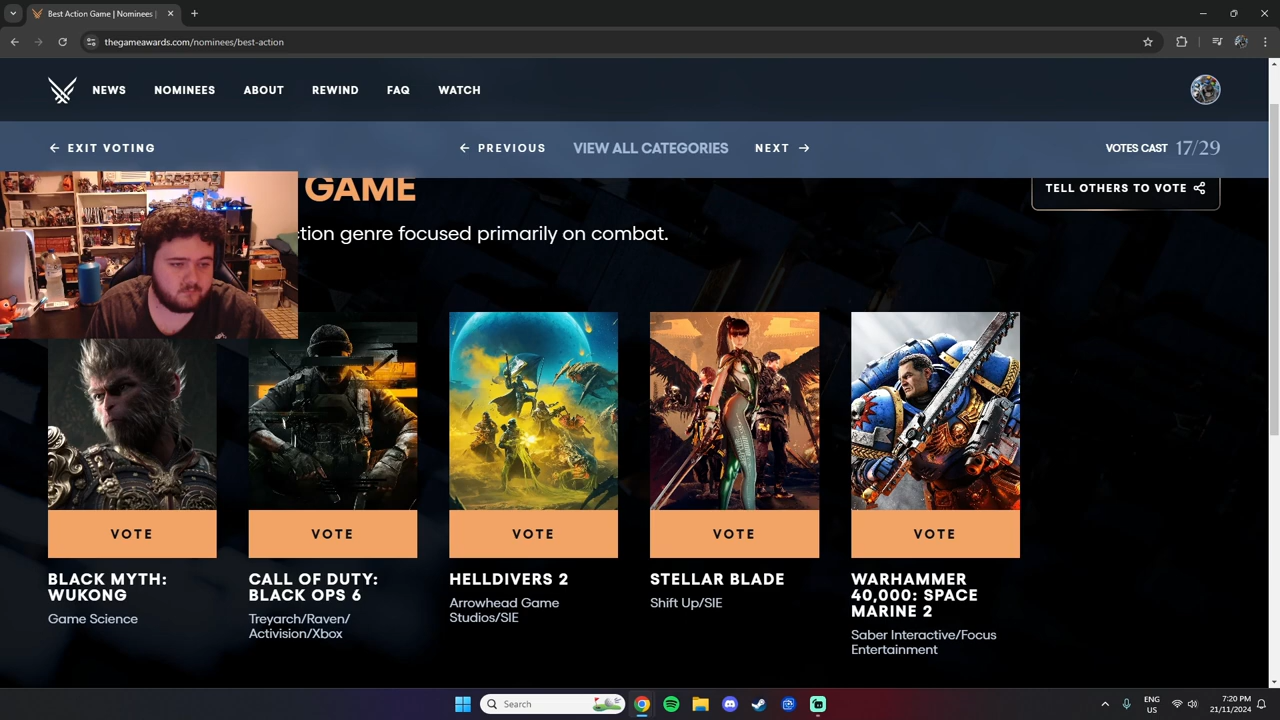 Best Action Game | Nominees |
thegameawards.com/nominees/best-action
NEWS
NOMINEES
ABOUT
REWIND
FAQ
WATCH
EXIT VOTING
PREVIOUS
VIEW ALL CATEGORIES
NEXT
VOTES CAST 17/29
GAME
TELL OTHERS TO VOTE
ction genre focused primarily on combat.
VOTE
VOTE
VOTE
VOTE
VOTE
BLACK MYTH:
WUKONG
Game Science
CALL OF DUTY:
BLACK OPS 6
Treyarch/Raven/
Activision/Xbox
HELLDIVERS 2
Arrowhead Game
Studios/SIE
STELLAR BLADE
Shift Up/SIE
WARHAMMER
40,000: SPACE
MARINE 2
Saber Interactive/Focus
Entertainment
Search
ENG
US
7:20 PM
21/11/2024